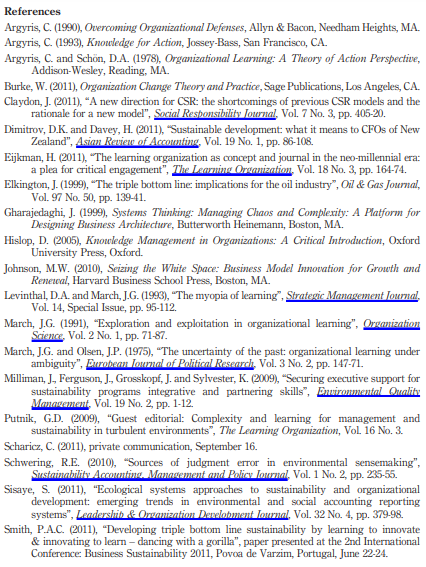 References
Argyris, C. (1990), Overcoming Organizational Defenses, Allyn & Bacon, Needham Heights, MA.
Argyris, C. (1993), Knowledge for Action, Jossey-Bass, San Francisco, CA.
Argyris, C. and Schön, D.A. (1978), Organizational Learning: A Theory of Action Perspective,
Addison-Wesley, Reading, MA.
Burke, W. (2011), Organization Change Theory and Practice, Sage Publications, Los Angeles, CA.
Claydon, J. (2011), “A new direction for CSR: the shortcomings of previous CSR models and the
rationale for a new model”, Social Responsibility Journal, Vol. 7 No. 3, pp. 405-20.
Dimitrov, D.K. and Davey, H. (2011), “Sustainable development: what it means to CFOs of New
Zealand”, Asian Review of Accounting, Vol. 19 No. 1, pp. 86-108.
Eijkman, H. (2011), “The learning organization as concept and journal in the neo-millennial era:
a plea for critical engagement”, The Learning Organization, Vol. 18 No. 3, pp. 164-74.
Elkington, J. (1999), “The triple bottom line: implications for the oil industry”, Oil & Gas Journal,
Vol. 97 No. 50, pp. 139-41.
Gharajedaghi, J. (1999), Systems Thinking: Managing Chaos and Complexity: A Platform for
Designing Business Architecture, Butterworth Heinemann, Boston, MA.
Hislop, D. (2005), Knowledge Management in Organizations: A Critical Introduction, Oxford
University Press, Oxford.
Johnson, M.W. (2010), Seizing the White Space: Business Model Innovation for Growth and
Renewal, Harvard Business School Press, Boston, MA.
Levinthal, D.A. and March, J.G. (1993), “The myopia of learning”, Strategic Management Journal,
Vol. 14, Special Issue, pp. 95-112.
March, J.G. (1991), “Exploration and exploitation in organizational learning”, Organization
Science, Vol. 2 No. 1, pp. 71-87.
March, J.G. and Olsen, J.P. (1975), “The uncertainty of the past: organizational learning under
ambiguity”, European Journal of Political Research, Vol. 3 No. 2, pp. 147-71.
Milliman, J., Ferguson, J., Grosskopf, J. and Sylvester, K. (2009), “Securing executive support for
sustainability programs integrative and partnering skills”, Environmental Quality
Management, Vol. 19 No. 2, pp. 1-12.
Putnik, G.D. (2009), “Guest editorial: Complexity and learning for management and
sustainability in turbulent environments”, The Learning Organization, Vol. 16 No. 3.
Scharicz, C. (2011), private communication, September 16.
Schwering, R.E. (2010), “Sources of judgment error in environmental sensemaking”,
Sustainability Accounting, Management and Policy Journal, Vol. 1 No. 2, pp. 235-55.
Sisaye, S. (2011), “Ecological systems approaches to sustainability and organizational
development: emerging trends in environmental and social accounting reporting
systems”, Leadership & Organization Development Journal, Vol. 32 No. 4, pp. 379-98.
Smith, P.A.C. (2011), “Developing triple bottom line sustainability by learning to innovate
& innovating to learn – dancing with a gorilla”, paper presented at the 2nd International
Conference: Business Sustainability 2011, Povoa de Varzim, Portugal, June 22-24.